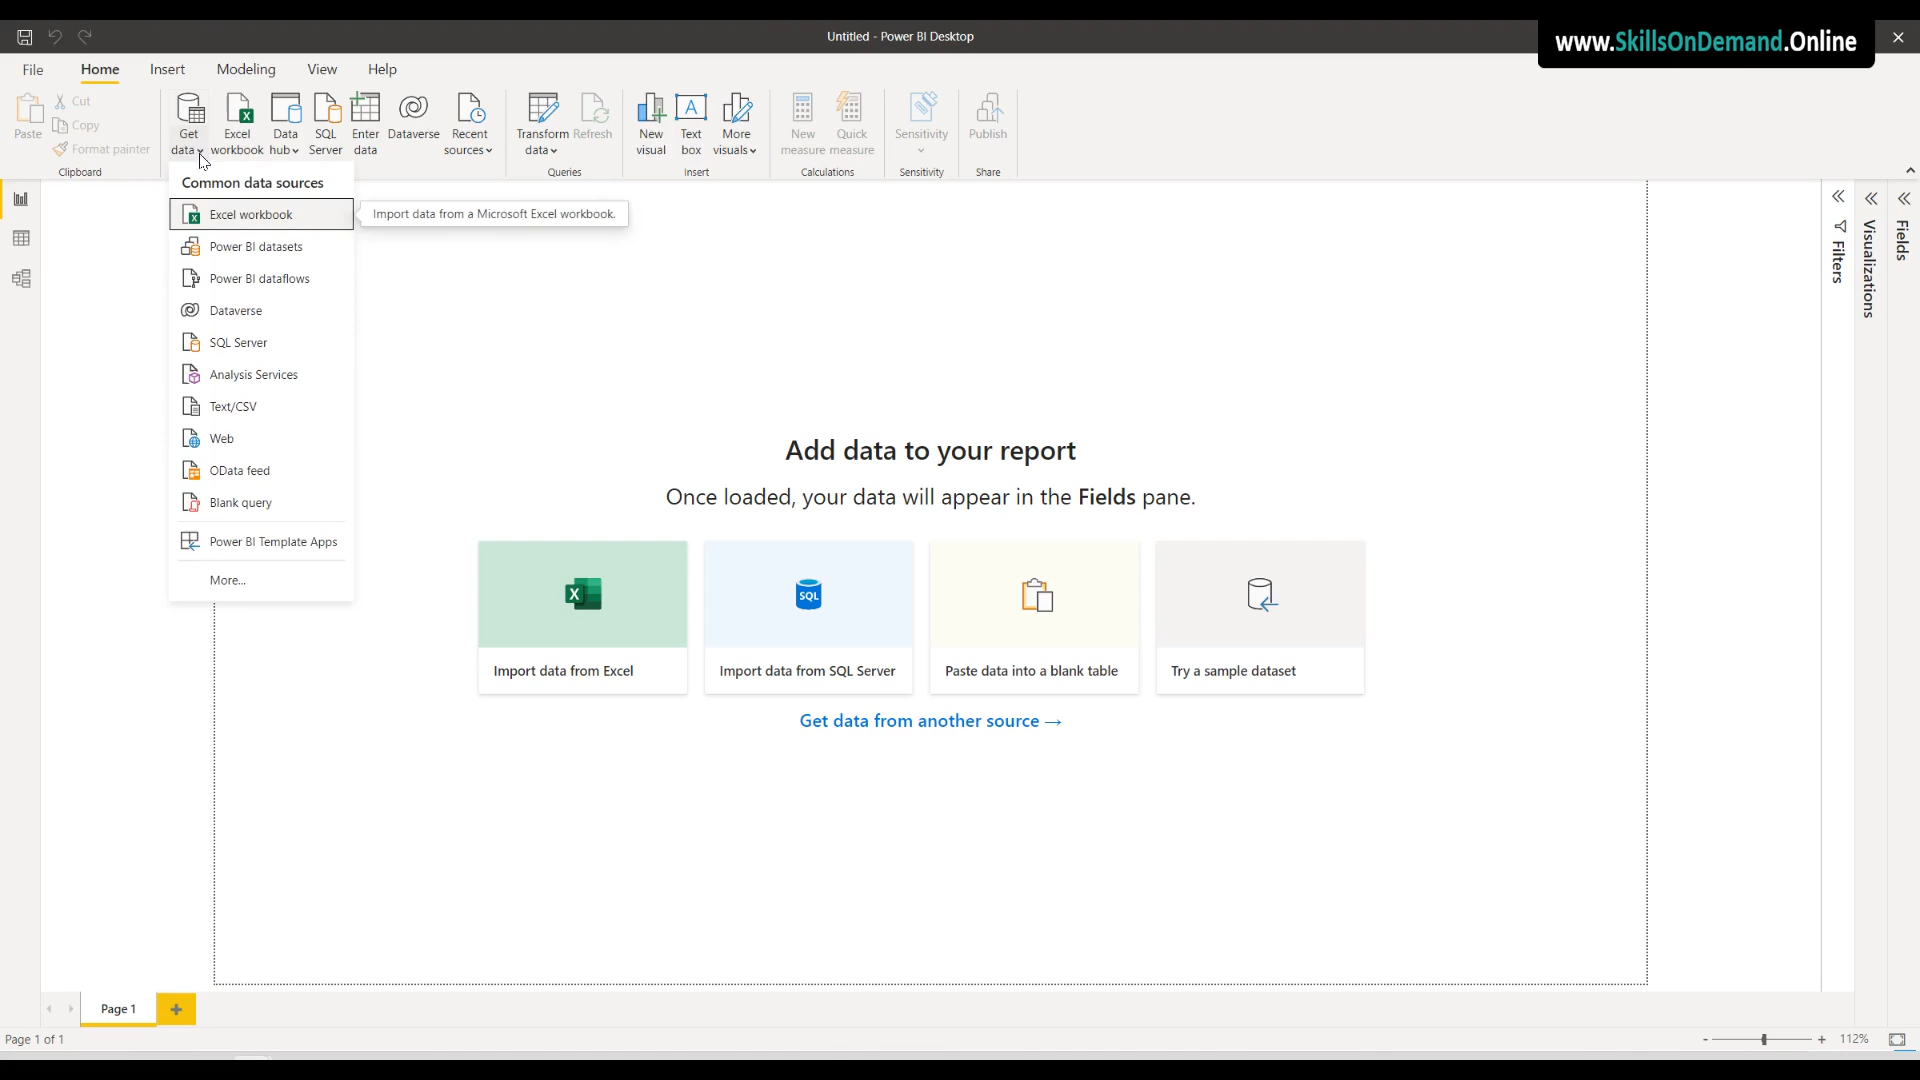 Untitled - Power BI Desktop
www.SkillsOnDemand.Online
File Home Insert Modeling View Help
Paste
Cut
Copy
Format painter
Clipboard
Get data
Excel workbook
Data hub
SQL Server
Enter data
Dataverse
Recent sources
Transform data
Refresh
Queries
New visual
Text box
More visuals
Insert
New measure
Quick measure
Calculations
Sensitivity
Sensitivity
Publish
Share
Common data sources
Excel workbook
Import data from a Microsoft Excel workbook.
Power BI datasets
Power BI dataflows
Dataverse
SQL Server
Analysis Services
Text/CSV
Web
OData feed
Blank query
Power BI Template Apps
More...
Add data to your report
Once loaded, your data will appear in the Fields pane.
SQL
Import data from Excel
Import data from SQL Server
Paste data into a blank table
Try a sample dataset
Get data from another source →
Filters
Visualizations
Fields
Page 1
Page 1 of 1
112%